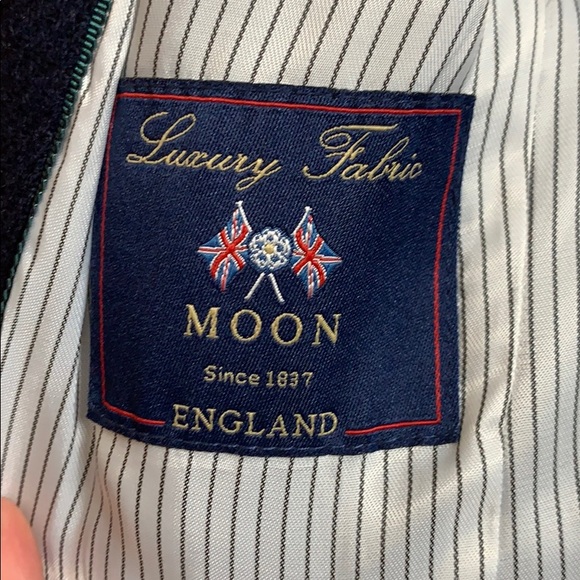 Luxury Fabric
MOON
Since 1837
ENGLAND